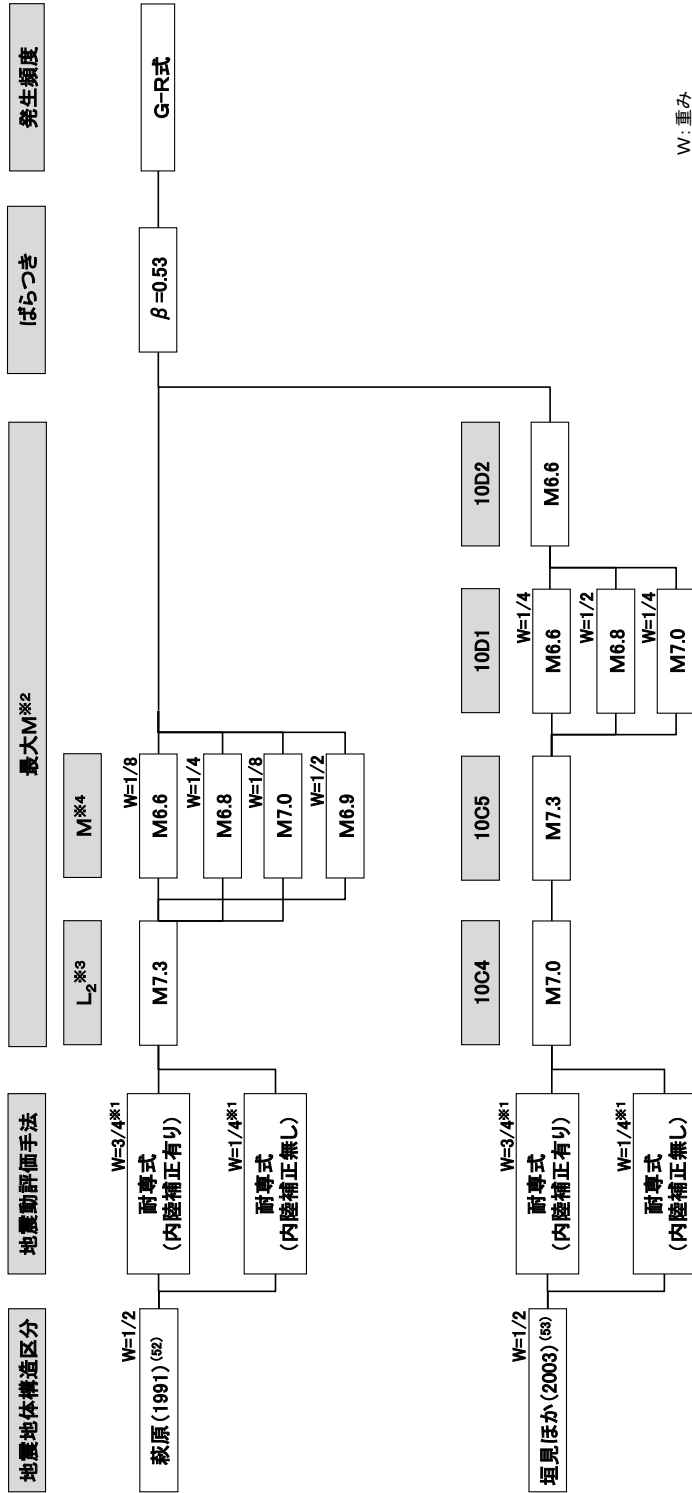 地震地体構造区分
地震動評価手法
最大M※2
ばらつき
発生頻度
L2※3
M※4
W=1/2
萩原(1991)(52)
W=3/4※1
耐専式
(内陸補正有り)
W=1/4※1
耐専式
(内陸補正無し)
M7.3
W=1/8
M6.6
W=1/4
M6.8
W=1/8
M7.0
W=1/2
M6.9
β=0.53
G-R式
10C4
10C5
10D1
10D2
W=1/2
垣見ほか(2003)(53)
W=3/4※1
耐専式
(内陸補正有り)
W=1/4※1
耐専式
(内陸補正無し)
M7.0
M7.3
W=1/4
M6.6
W=1/2
M6.8
W=1/4
M7.0
M6.6
W:重み